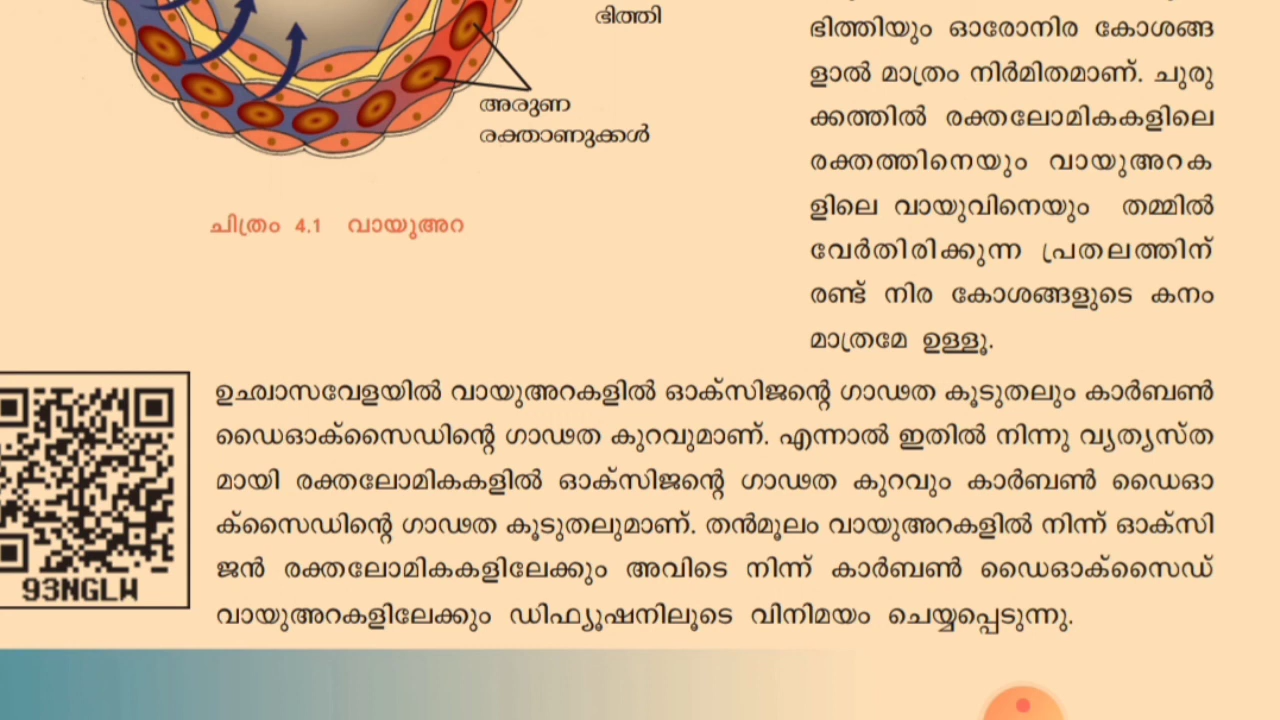 ഭിത്തി
അരുണ
രക്താണുക്കൾ
ചിത്രം 4.1 വായുഅറ
ഭിത്തിയും ഓരോനിര കോശങ്ങ
ളാൽ മാത്രം നിർമിതമാണ്. ചുരു
ക്കത്തിൽ രക്തലോമികകളിലെ
രക്തത്തിനെയും വായുഅറക
ളിലെ വായുവിനെയും തമ്മിൽ
വേർതിരിക്കുന്ന പ്രതലത്തിന്
രണ്ട് നിര കോശങ്ങളുടെ കനം
മാത്രമേ ഉള്ളൂ.
ഉഛ്വാസവേളയിൽ വായുഅറകളിൽ ഓക്സിജന്റെ ഗാഢത കൂടുതലും കാർബൺ
ഡൈഓക്സൈഡിന്റെ ഗാഢത കുറവുമാണ്. എന്നാൽ ഇതിൽ നിന്നു വ്യത്യസ്ത
മായി രക്തലോമികകളിൽ ഓക്സിജന്റെ ഗാഢത കുറവും കാർബൺ ഡൈഓ
ക്സൈഡിന്റെ ഗാഢത കൂടുതലുമാണ്. തൻമൂലം വായുഅറകളിൽ നിന്ന് ഓക്സി
ജൻ രക്തലോമികകളിലേക്കും അവിടെ നിന്ന് കാർബൺ ഡൈഓക്സൈഡ്
വായുഅറകളിലേക്കും ഡിഫ്യൂഷനിലൂടെ വിനിമയം ചെയ്യപ്പെടുന്നു.
93NGLW